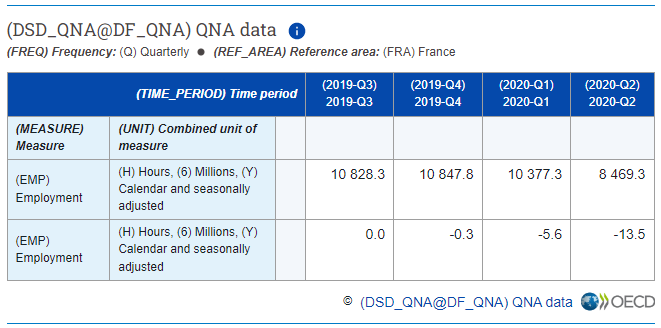 (DSD_QNA@DF_QNA) QNA data i
(FREQ) Frequency: (Q) Quarterly ● (REF_AREA) Reference area: (FRA) France
(TIME_PERIOD) Time period
(2019-Q3)
2019-Q3
(2019-Q4)
2019-Q4
(2020-Q1)
2020-Q1
(2020-Q2)
2020-Q2
(MEASURE)
Measure
(UNIT) Combined unit of
measure
(EMP)
Employment
(H) Hours, (6) Millions, (Y)
Calendar and seasonally
adjusted
10 828.3
10 847.8
10 377.3
8 469.3
(EMP)
Employment
(H) Hours, (6) Millions, (Y)
Calendar and seasonally
adjusted
0.0
-0.3
-5.6
-13.5
© (DSD_QNA@DF_QNA) QNA data OECD